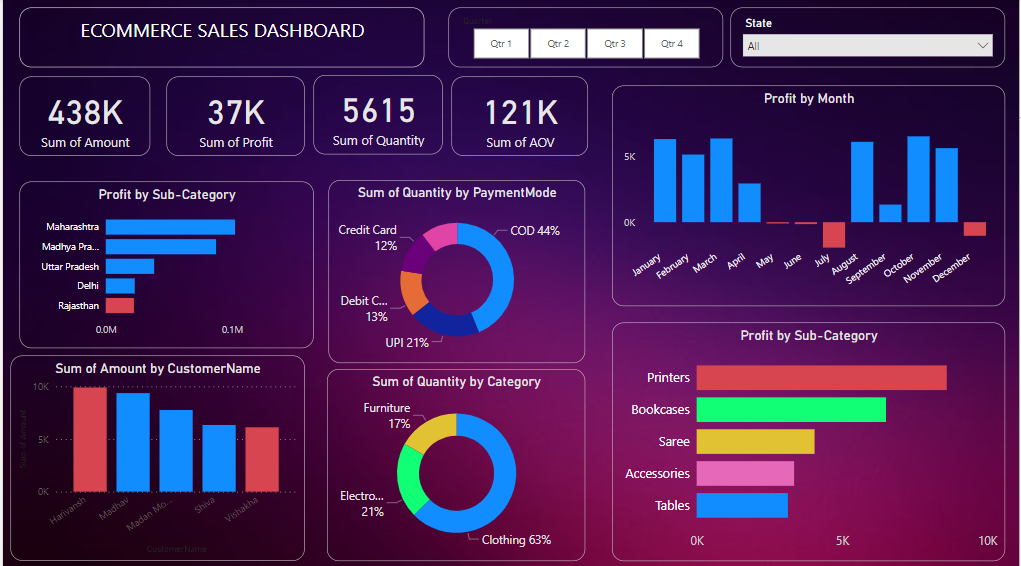 ECOMMERCE SALES DASHBOARD
Quarter
Qtr 1
Qtr 2
Qtr 3
Qtr 4
State
All
438K
Sum of Amount
37K
Sum of Profit
5615
Sum of Quantity
121K
Sum of AOV
Profit by Month
5K
0K
January
February
March
April
May
June
July
August
September
October
November
December
Profit by Sub-Category
Maharashtra
Madhya Pra...
Uttar Pradesh
Delhi
Rajasthan
0.0M
0.1M
Sum of Quantity by PaymentMode
Credit Card
12%
COD 44%
Debit C...
13%
UPI 21%
Profit by Sub-Category
Printers
Bookcases
Saree
Accessories
Tables
0K
5K
10K
Sum of Amount by CustomerName
Sum of Amount
10K
5K
0K
Harivansh
Madhav
Madan Mo...
Shiva
Vishakha
CustomerName
Sum of Quantity by Category
Furniture
17%
Electro...
21%
Clothing 63%